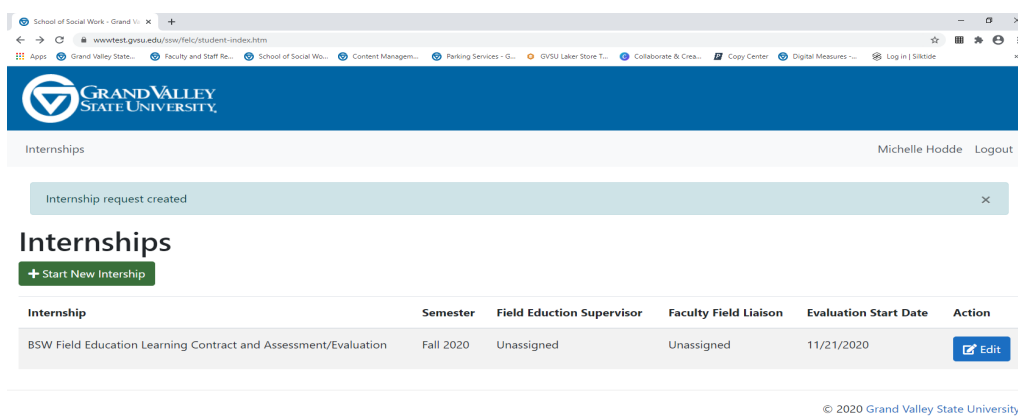 School of Social Work - Grand Va
wwwtest.gvsu.edu/ssw/felc/student-index.htm
Apps Grand Valley State... Faculty and Staff Re... School of Social Wo... Content Managem... Parking Services - G... GVSU Laker Store T... Collaborate & Crea... Copy Center Digital Measures -... Log in | Silktide
GRAND VALLEY
STATE UNIVERSITY
Internships Michelle Hodde Logout
Internship request created ×
Internships
+ Start New Intership
Internship Semester Field Eduction Supervisor Faculty Field Liaison Evaluation Start Date Action
BSW Field Education Learning Contract and Assessment/Evaluation Fall 2020 Unassigned Unassigned 11/21/2020 Edit
© 2020 Grand Valley State University